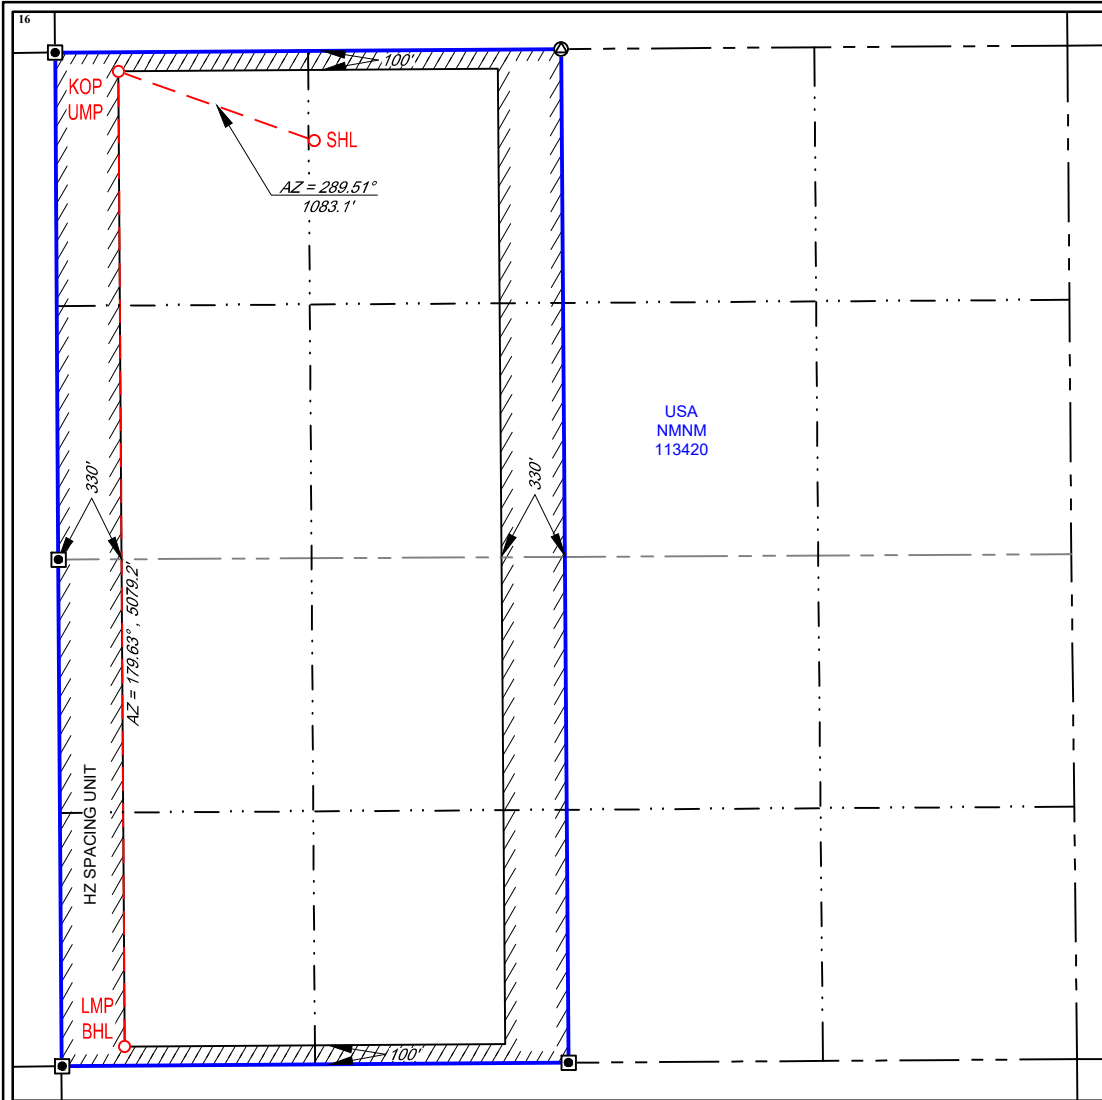 16
100'
KOP
UMP
SHL
AZ = 289.51°
1083.1'
USA
NMNM
113420
330'
330'
AZ = 179.63°, 5079.2'
HZ SPACING UNIT
LMP
BHL
100'